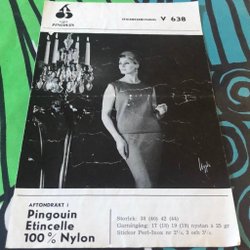 PINGOUIN
V 638
AFTONDRÄKT I
Pingouin
Etincelle
100% Nylon
Storlek: 38 (40) 42 (44)
Garnåtgång: 17 (18) 19 (19) nystan à 25 gr
Stickor Perl-Inox nr 2½, 3 och 3½